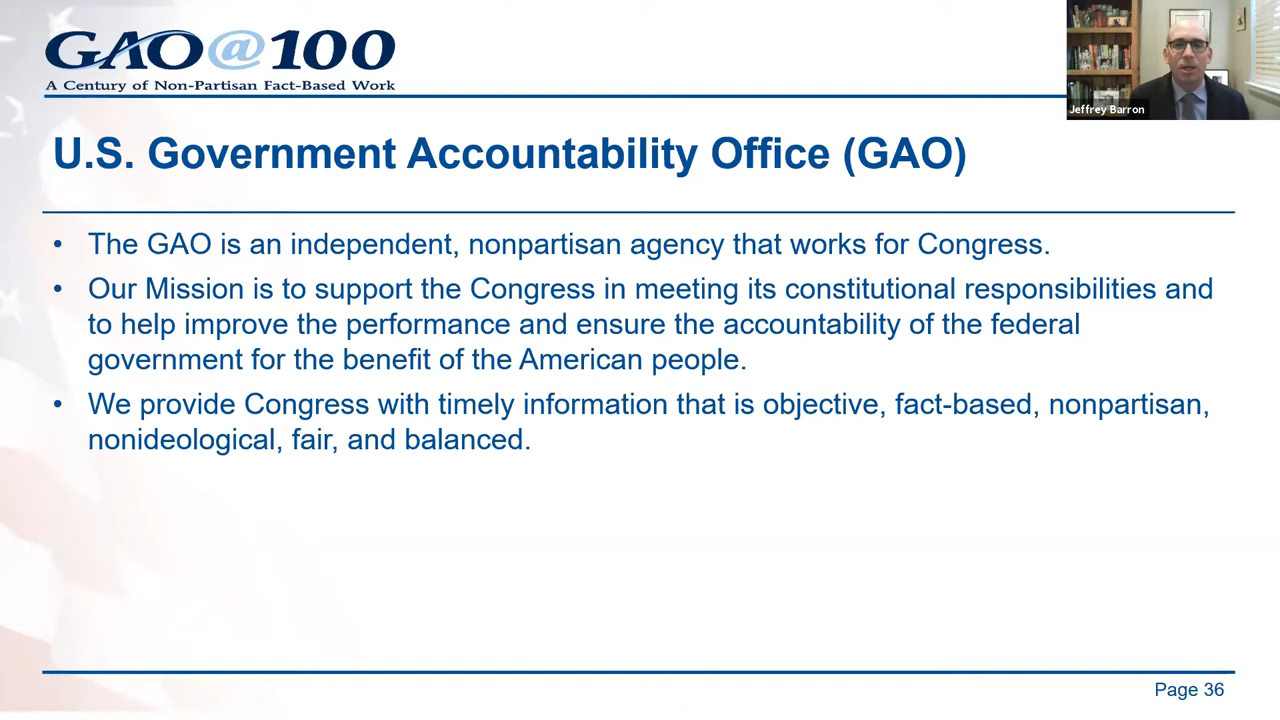 GAO@100
A Century of Non-Partisan Fact-Based Work
Jeffrey Barron
U.S. Government Accountability Office (GAO)
• The GAO is an independent, nonpartisan agency that works for Congress.
• Our Mission is to support the Congress in meeting its constitutional responsibilities and
to help improve the performance and ensure the accountability of the federal
government for the benefit of the American people.
• We provide Congress with timely information that is objective, fact-based, nonpartisan,
nonideological, fair, and balanced.
Page 36